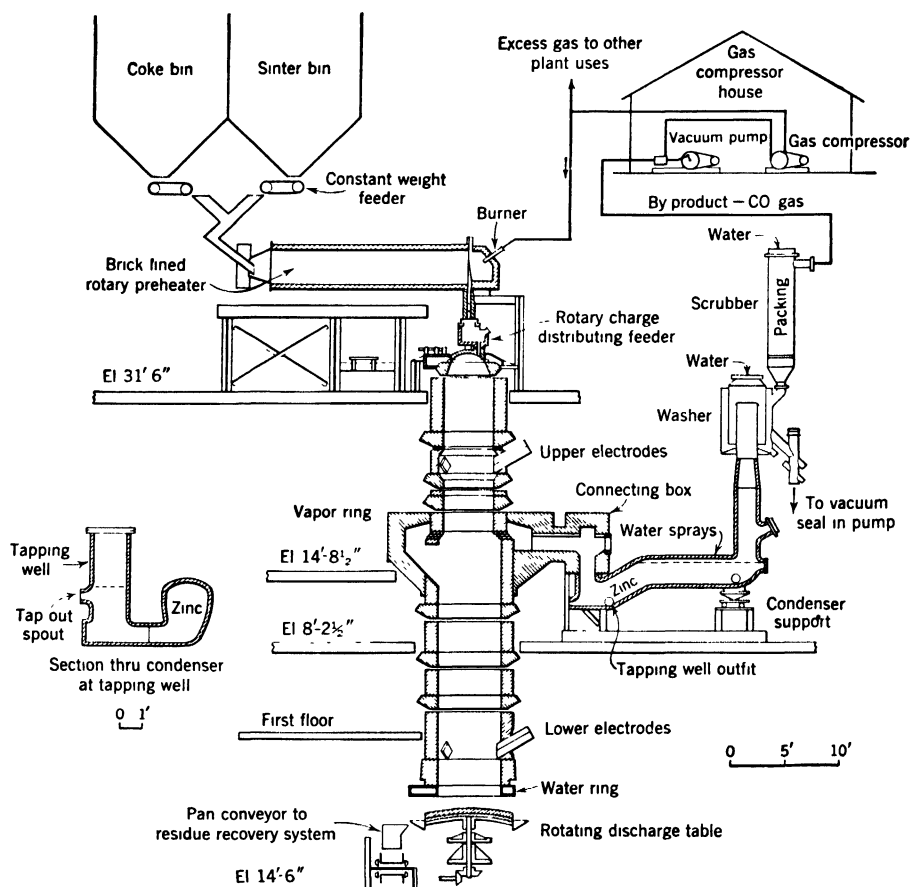 Coke bin
Sinter bin
Excess gas to other
plant uses
Gas
compressor
house
Vacuum pump
Gas compressor
Constant weight
feeder
By product – CO gas
Burner
Water
Brick lined
rotary preheater
Scrubber
Packing
Rotary charge
distributing feeder
Water
El 31' 6"
Washer
Upper electrodes
Connecting box
To vacuum
seal in pump
Vapor ring
Water sprays
Tapping
well
El 14'-8½"
Zinc
Zinc
Tap out
spout
Condenser
support
El 8'-2½"
Section thru condenser
at tapping well
Tapping well outfit
0 1'
First floor
Lower electrodes
0 5' 10'
Water ring
Pan conveyor to
residue recovery system
Rotating discharge table
El 14'-6"